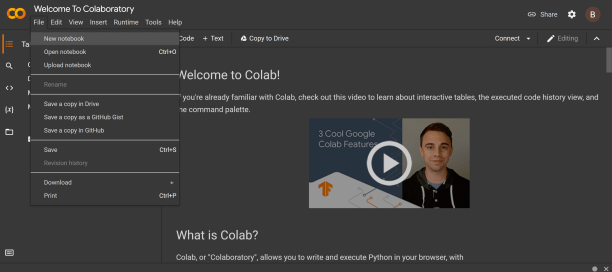 Welcome To Colaboratory
File Edit View Insert Runtime Tools Help
Share
B
New notebook
Open notebook Ctrl+O
Upload notebook
Rename
Save a copy in Drive
Save a copy as a GitHub Gist
Save a copy in GitHub
Save Ctrl+S
Revision history
Download
Print Ctrl+P
Ta
Code + Text Copy to Drive
Connect
Editing
Welcome to Colab!
you're already familiar with Colab, check out this video to learn about interactive tables, the executed code history view, and
he command palette.
3 Cool Google
Colab Features
What is Colab?
Colab, or "Colaboratory", allows you to write and execute Python in your browser, with